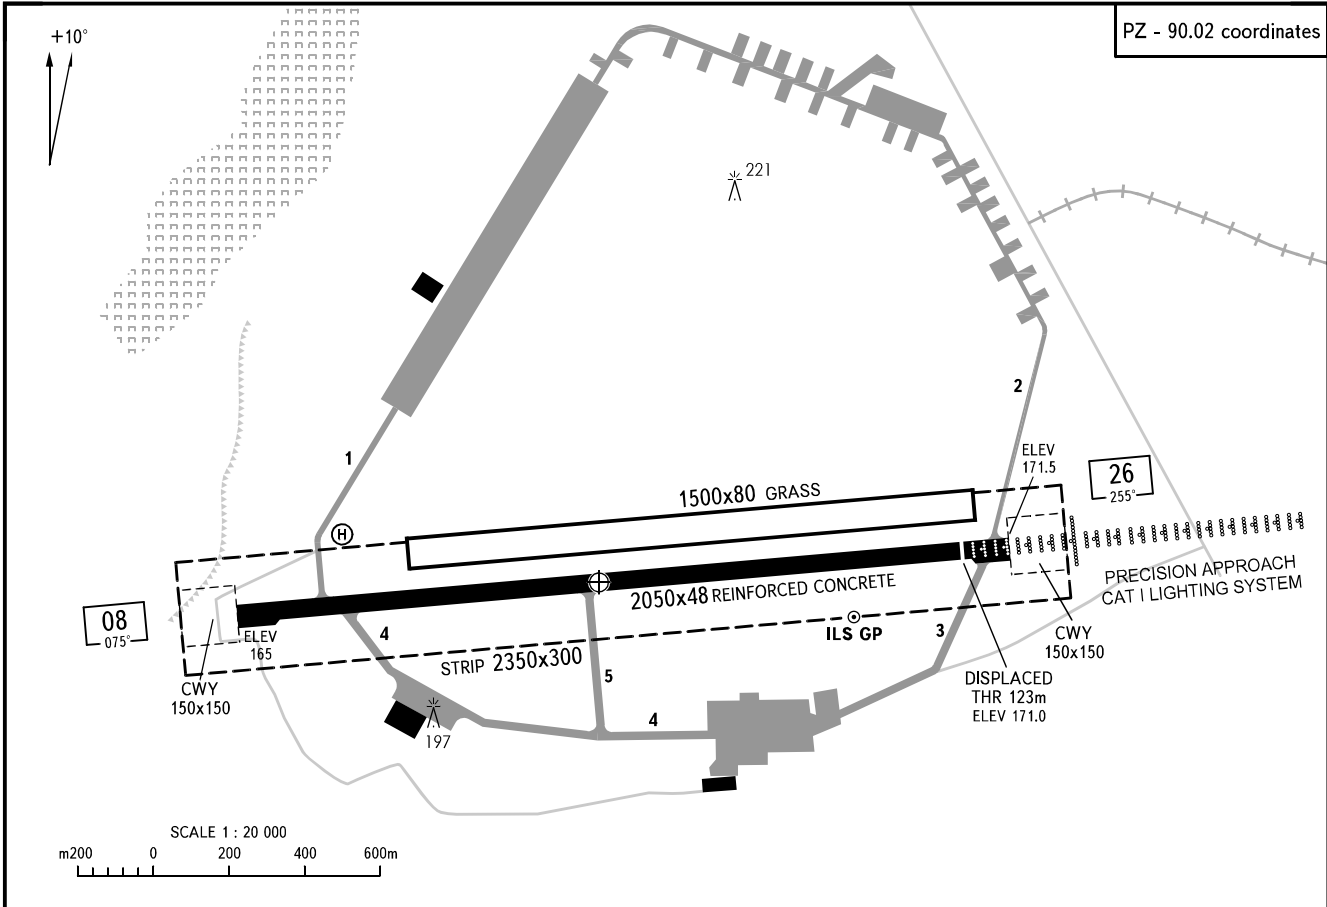 PZ - 90.02 coordinates
+10°
221
2
1
ELEV
171.5
26
255°
1500x80 GRASS
H
PRECISION APPROACH
CAT I LIGHTING SYSTEM
2050x48 REINFORCED CONCRETE
08
075°
ELEV
165
4
ILS GP
3
CWY
150x150
STRIP 2350x300
5
CWY
150x150
DISPLACED
THR 123m
ELEV 171.0
4
197
SCALE 1 : 20 000
m200 0 200 400 600m